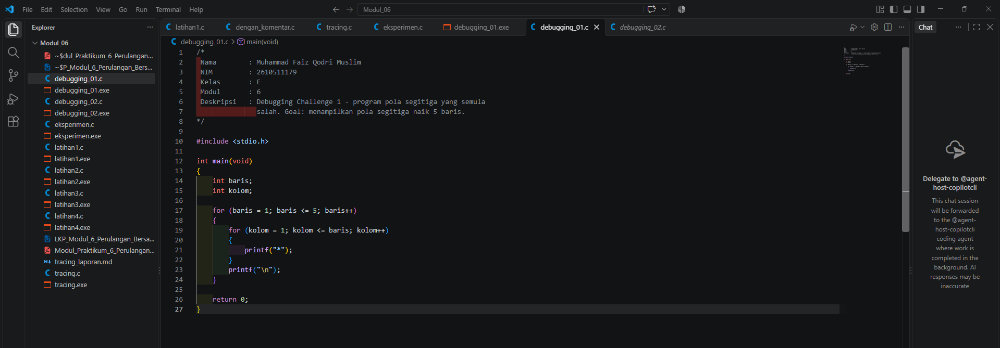 File Edit Selection View Go Run Terminal Help
Modul_06
Explorer
Modul_06
~$dul_Praktikum_6_Perulangan...
~$P_Modul_6_Perulangan_Bers...
debugging_01.c
debugging_01.exe
debugging_02.c
debugging_02.exe
eksperimen.c
eksperimen.exe
latihan1.c
latihan1.exe
latihan2.c
latihan2.exe
latihan3.c
latihan3.exe
latihan4.c
latihan4.exe
LKP_Modul_6_Perulangan_Bersa...
Modul_Praktikum_6_Perulangan...
tracing_laporan.md
tracing.c
tracing.exe
latihan1.c dengan_komentar.c tracing.c eksperimen.c debugging_01.exe debugging_01.c debugging_02.c
debugging_01.c > main(void)
1 /*
2 Nama : Muhammad Faiz Qodri Muslim
3 NIM : 2610511179
4 Kelas : E
5 Modul : 6
6 Deskripsi : Debugging Challenge 1 - program pola segitiga yang semula
7 salah. Goal: menampilkan pola segitiga naik 5 baris.
8 */
9
10 #include <stdio.h>
11
12 int main(void)
13 {
14 int baris;
15 int kolom;
16
17 for (baris = 1; baris <= 5; baris++)
18 {
19 for (kolom = 1; kolom <= baris; kolom++)
20 {
21 printf("*");
22 }
23 printf("\n");
24 }
25
26 return 0;
27 }
Chat
Delegate to @agent-
host-copilotcli
This chat session
will be forwarded
to the @agent-
host-copilotcli
coding agent
where work is
completed in the
background. AI
responses may be
inaccurate